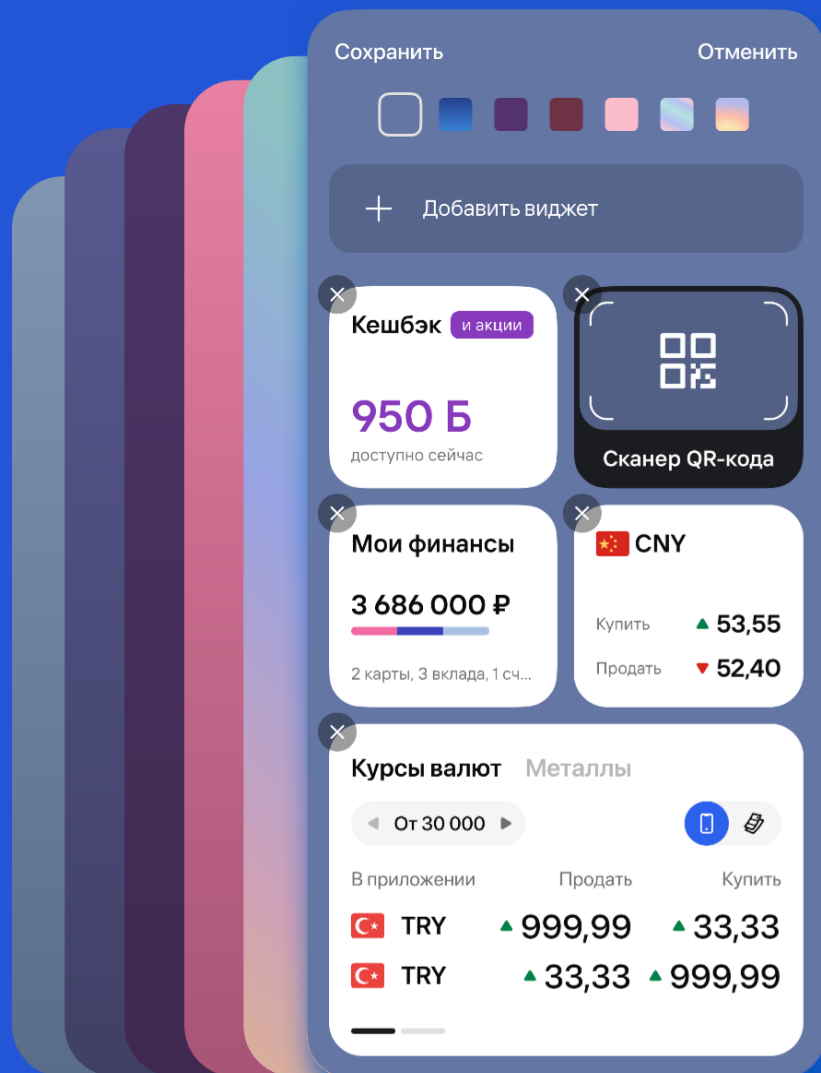 Сохранить Отменить
Добавить виджет
Кешбэк и акции
950 Б
доступно сейчас
Сканер QR-кода
Мои финансы
3 686 000 ₽
2 карты, 3 вклада, 1 сч...
CNY
Купить 53,55
Продать 52,40
Курсы валют Металлы
От 30 000
В приложении Продать Купить
TRY 999,99 33,33
TRY 33,33 999,99